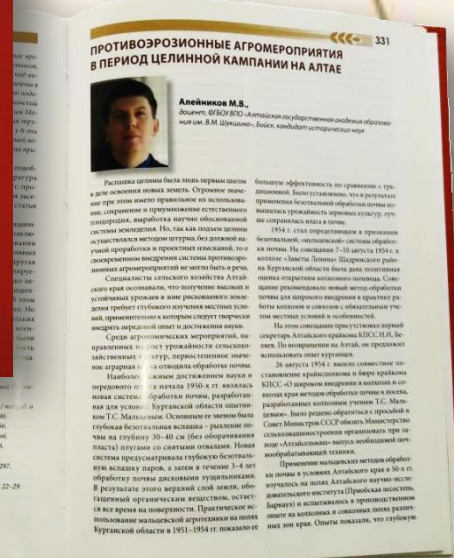 331
ПРОТИВОЭРОЗИОННЫЕ АГРОМЕРОПРИЯТИЯ
В ПЕРИОД ЦЕЛИННОЙ КАМПАНИИ НА АЛТАЕ
Алейников М.В.,
доцент, ФГБОУ ВПО «Алтайская государственная академия образова-
ния им. В.М. Шукшина», Бийск, кандидат исторических наук
Распашка целины была лишь первым шагом
в деле освоения новых земель. Огромное значе-
ние при этом имело правильное их использова-
ние, сохранение и приумножение естественного
плодородия, выработка научно обоснованной
системы земледелия. Но, так как подъем целины
осуществлялся методом штурма, без должной на-
учной проработки и проектных изысканий, то о
своевременном внедрении системы противоэрози-
онных агромероприятий не могло быть и речи.
Специалисты сельского хозяйства Алтай-
ского края осознавали, что получение высоких и
устойчивых урожаев в зоне рискованного земле-
делия требует глубокого изучения местных усло-
вий, применительно к которым следует творчески
внедрять передовой опыт и достижения науки.
Среди агрономических мероприятий, на-
правленных на рост урожайности сельскохо-
зяйственных культур, первостепенное значе-
ние аграрная наука отводила обработке почвы.
Наиболее важным достижением науки и
передового опыта начала 1950-х гг. являлась
новая система обработки почвы, разработан-
ная для условий Курганской области опытни-
ком Т.С. Мальцевым. Основным ее звеном была
глубокая безотвальная вспашка – рыхление по-
чвы на глубину 30–40 см (без оборачивания
пласта) плугами со снятыми отвалами. Новая
система предусматривала глубокую безотваль-
ную вспашку паров, а затем в течение 3–4 лет
обработку почвы дисковыми лущильниками.
В результате этого верхний слой земли, обо-
гащенный органическим веществом, остает-
ся все время на поверхности. Практическое ис-
пользование мальцевской агротехники на полях
Курганской области в 1951–1954 гг. показало ее
большую эффективность по сравнению с тра-
диционной. Было установлено, что в результате
применения безотвальной обработки почвы по-
вышалась урожайность зерновых культур, луч-
ше сохранялась влага в почве.
1954 г. стал определяющим в признании
безотвальной, «мальцевской» системы обработ-
ки почвы. На совещании 7–10 августа 1954 г. в
колхозе «Заветы Ленина» Шадринского райо-
на Курганской области была дана позитивная
оценка открытиям колхозного полевода. Сове-
щание рекомендовало новый метод обработки
почвы для широкого внедрения в практику ра-
боты колхозов и совхозов с обязательным уче-
том местных условий и особенностей.
На этом совещании присутствовал первый
секретарь Алтайского крайкома КПСС Н.И. Бе-
ляев. По возвращении на Алтай, он предложил
использовать опыт курганцев.
26 августа 1954 г. вышло совместное по-
становление крайисполкома и бюро крайкома
КПСС «О широком внедрении в колхозах и со-
вхозах края методов обработки почвы и посева,
разработанных колхозным ученым Т.С. Маль-
цевым». Было решено обратиться с просьбой в
Совет Министров СССР обязать Министерство
сельхозмашиностроения организовать при за-
воде «Алтайсельмаш» выпуск необходимой по-
чвообрабатывающей техники.
Применение мальцевских методов обработ-
ки почвы в условиях Алтайского края в 50-х гг.
изучалось на полях Алтайского научно-иссле-
довательского института (Приобская лесостепь,
Барнаул) и испытывалось в производственном
опыте на колхозных и совхозных полях различ-
ных зон края. Опыты показали, что глубокую
297.
22–29.